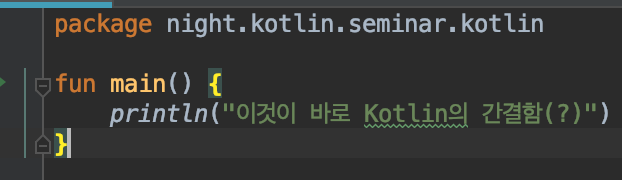 package night.kotlin.seminar.kotlin
fun main() {
println("이것이 바로 Kotlin의 간결함(?)")
}